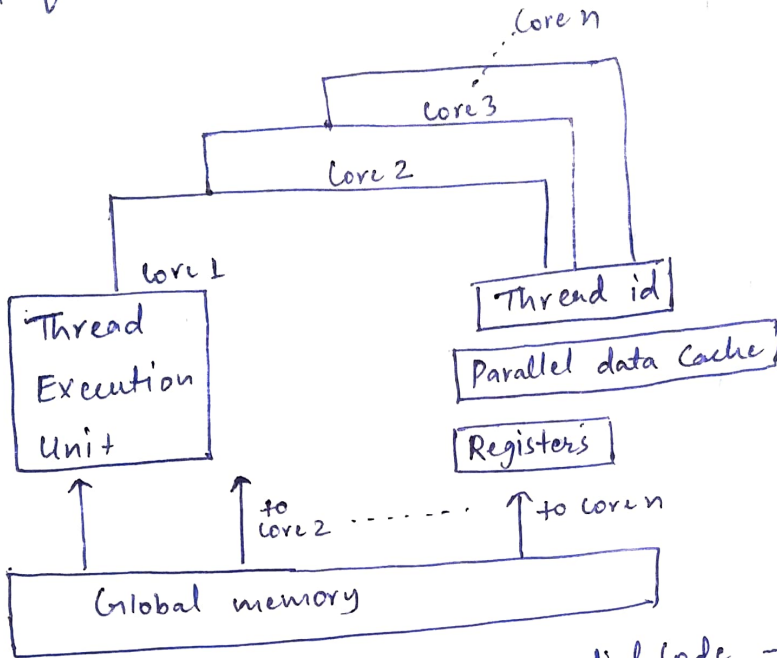 Core n
Core 3
Core 2
Core 1
Thread
Execution
Unit
Thread id
Parallel data Cache
Registers
to
Core 2 ........ to Core n
Global memory
Code